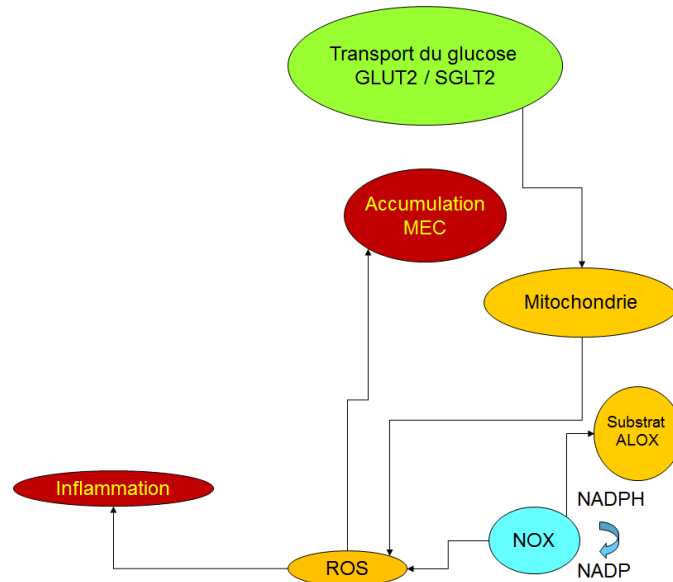 Transport du glucose
GLUT2 / SGLT2
Accumulation
MEC
Mitochondrie
Substrat
ALOX
Inflammation
NADPH
NOX
NADP
ROS